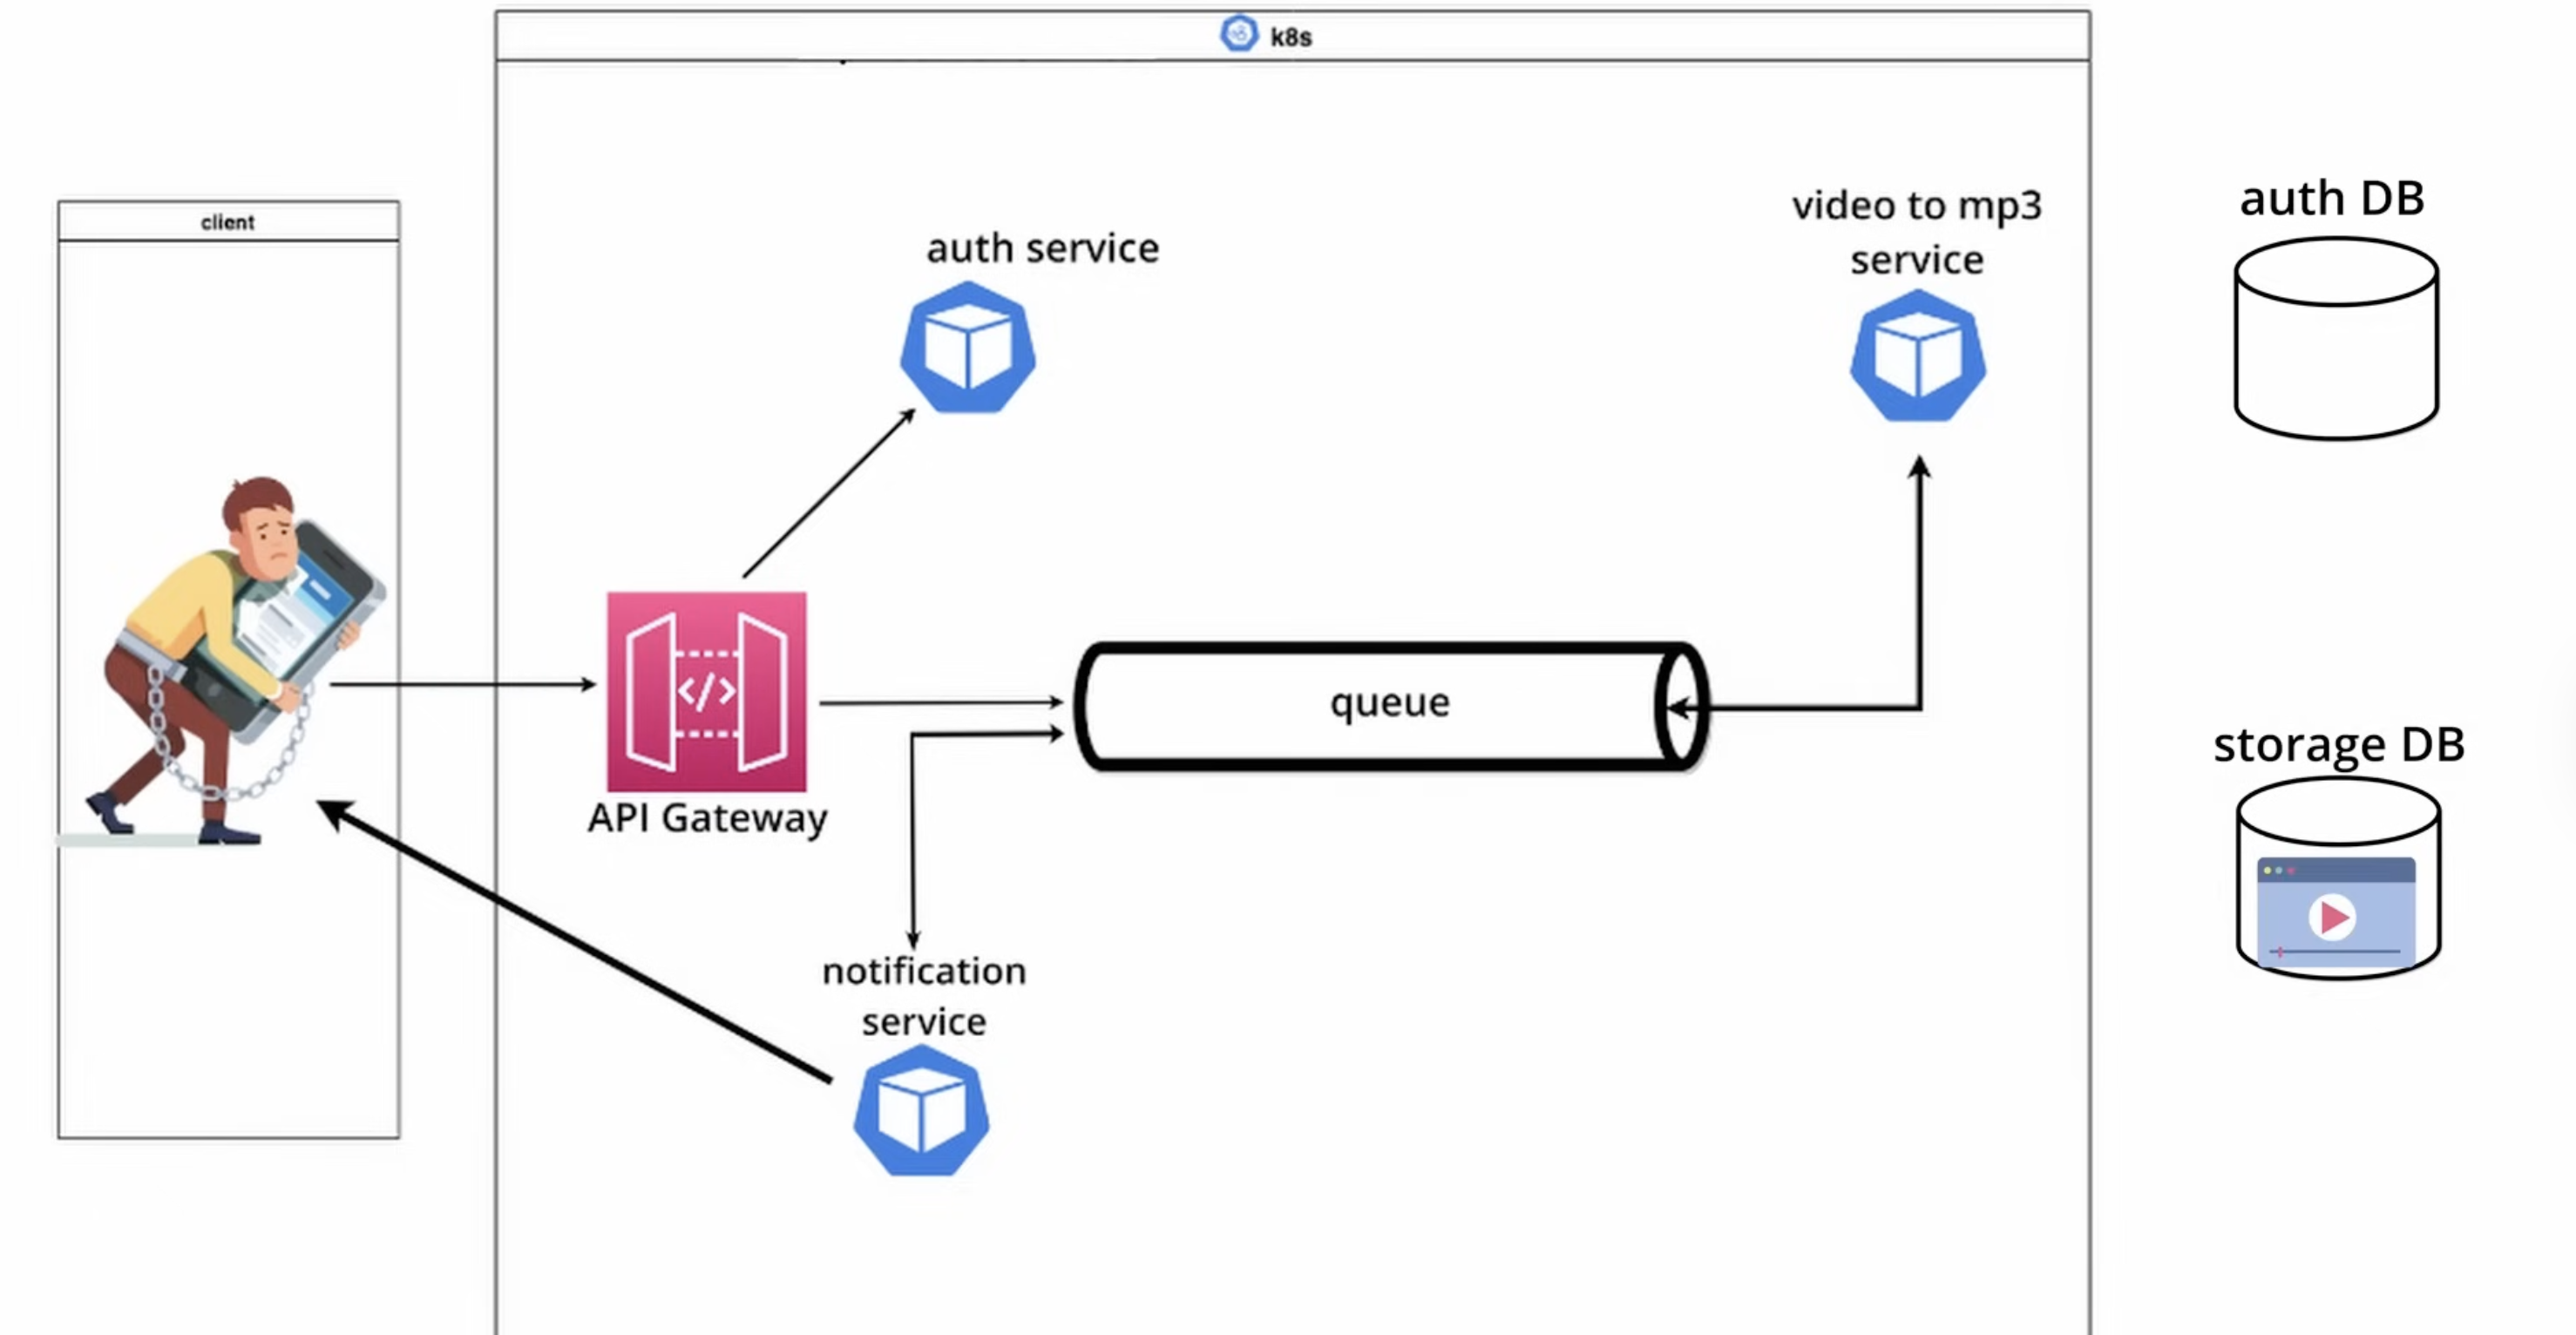 k8s
client
auth service
video to mp3
service
auth DB
API Gateway
queue
storage DB
notification
service